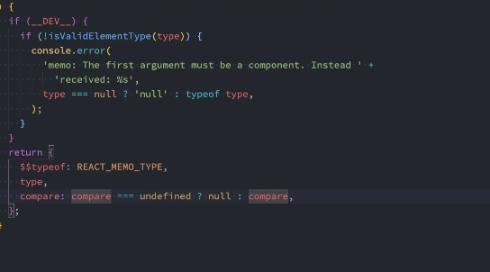 {
if (__DEV__) {
if (!isValidElementType(type)) {
console.error(
'memo: The first argument must be a component. Instead ' +
'received: %s',
type === null ? 'null' : typeof type,
);
}
}
return {
$$typeof: REACT_MEMO_TYPE,
type,
compare: compare === undefined ? null : compare,
};
}